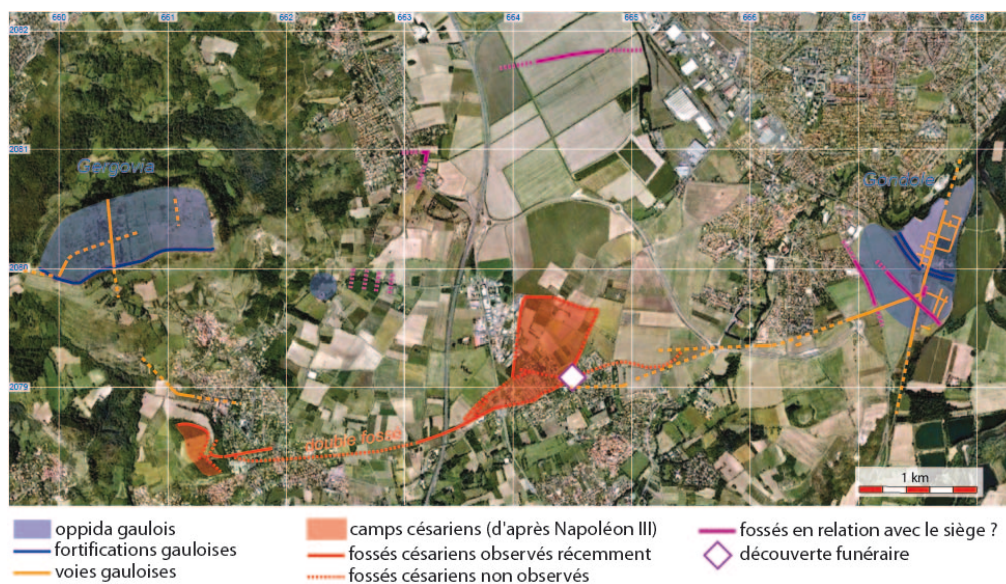 660 661 662 663 664 665 666 667 668
2082
2081
Gergovia
Gondole
2080
2079
double fossé
1 km
oppida gaulois
fortifications gauloises
voies gauloises
camps césariens (d'après Napoléon III)
fossés césariens observés récemment
fossés césariens non observés
fossés en relation avec le siège ?
découverte funéraire